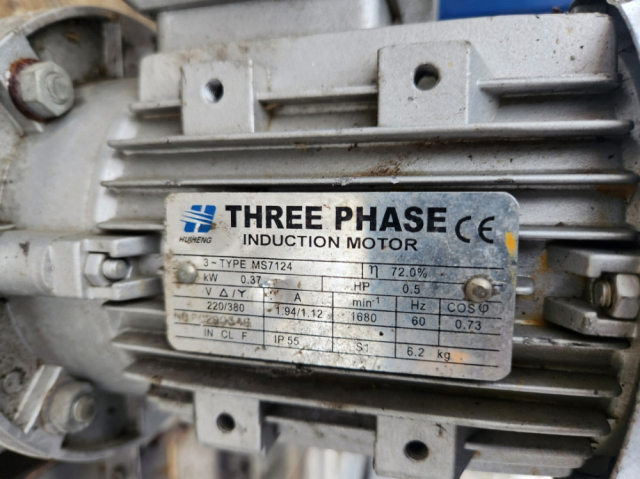 HUIHENG
THREE PHASE CE
INDUCTION MOTOR
3~TYPE MS7124 η 72.0%
kW 0.37 HP 0.5
V △/Y A min⁻¹ Hz COSφ
220/380 1.94/1.12 1680 60 0.73
IN CL F IP 55 S1 6.2 kg